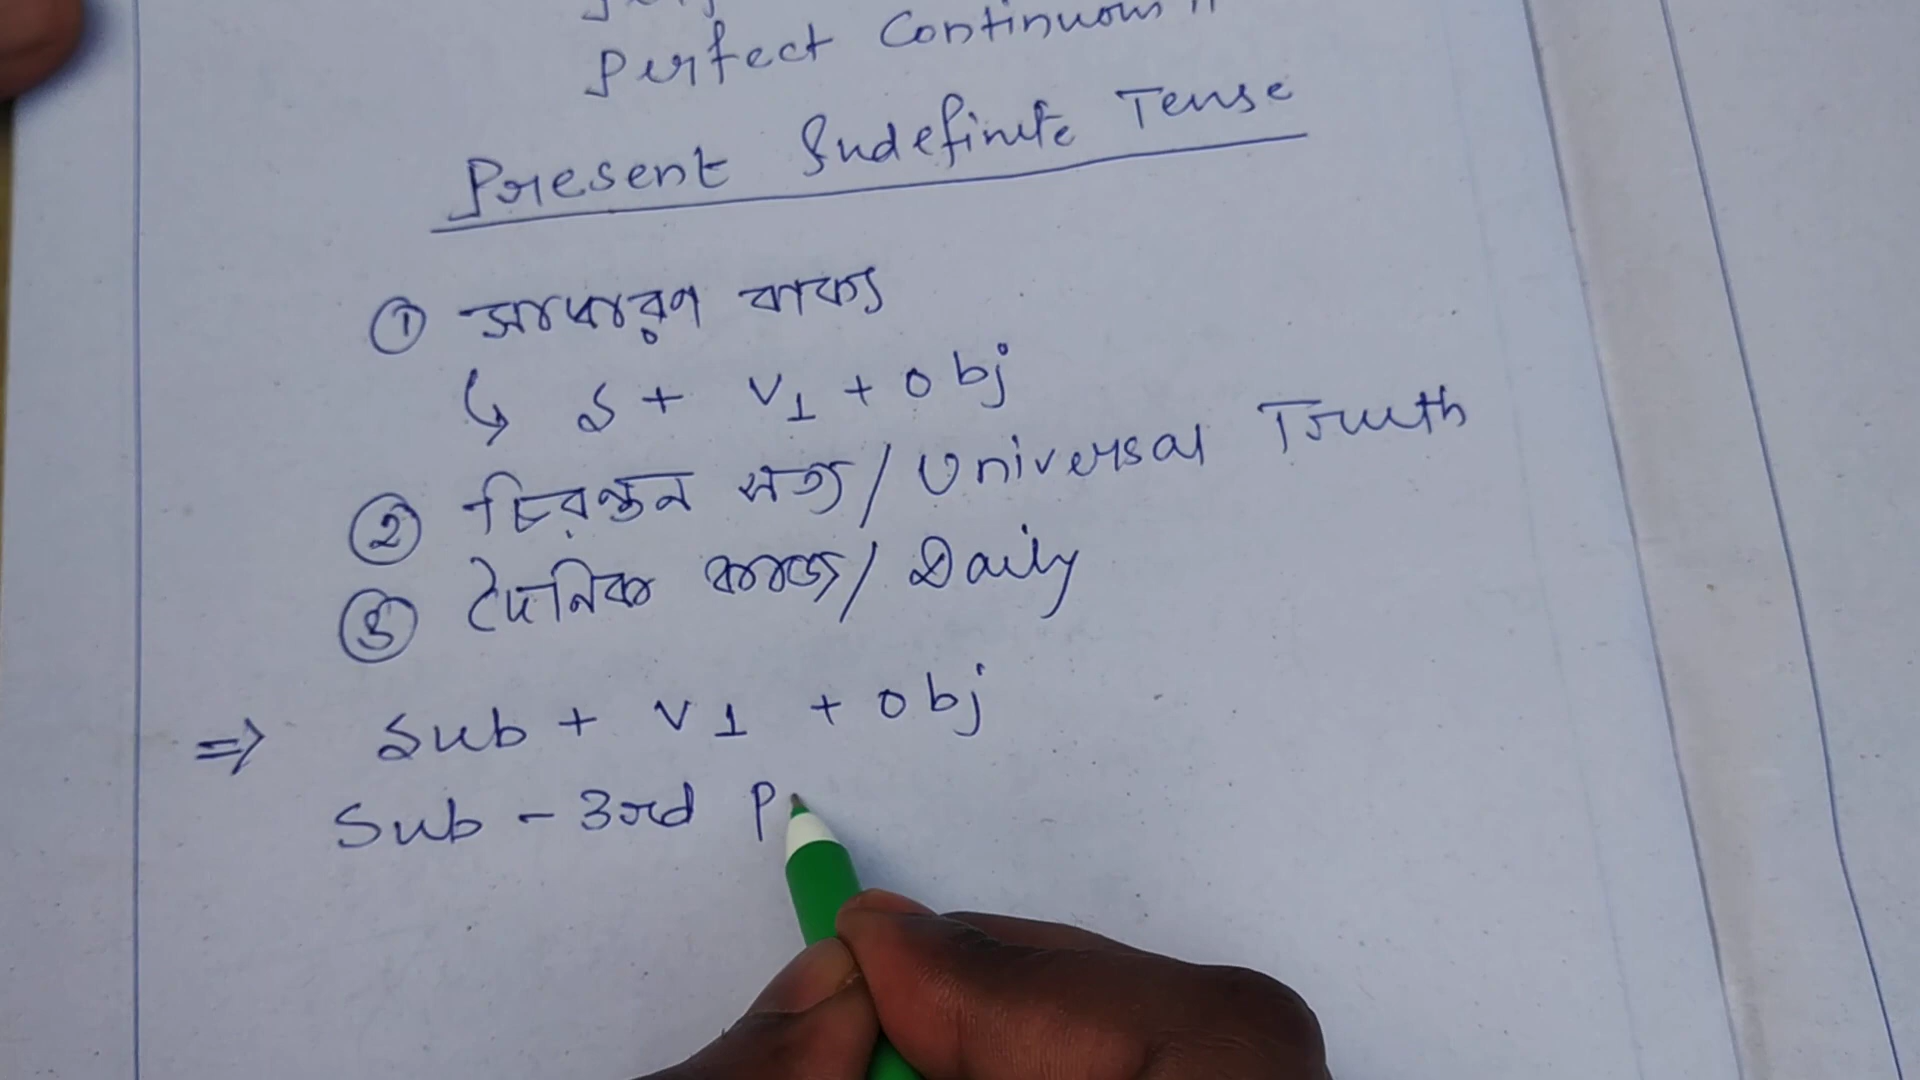 Perfect Continuous "
Present Indefinite Tense
① সাধারণ বাক্য
↳ S + V1 + obj
② চিরন্তন সত্য / Universal Truth
③ দৈনিক কাজ / Daily
⇒ Sub + V1 + obj
Sub - 3rd P